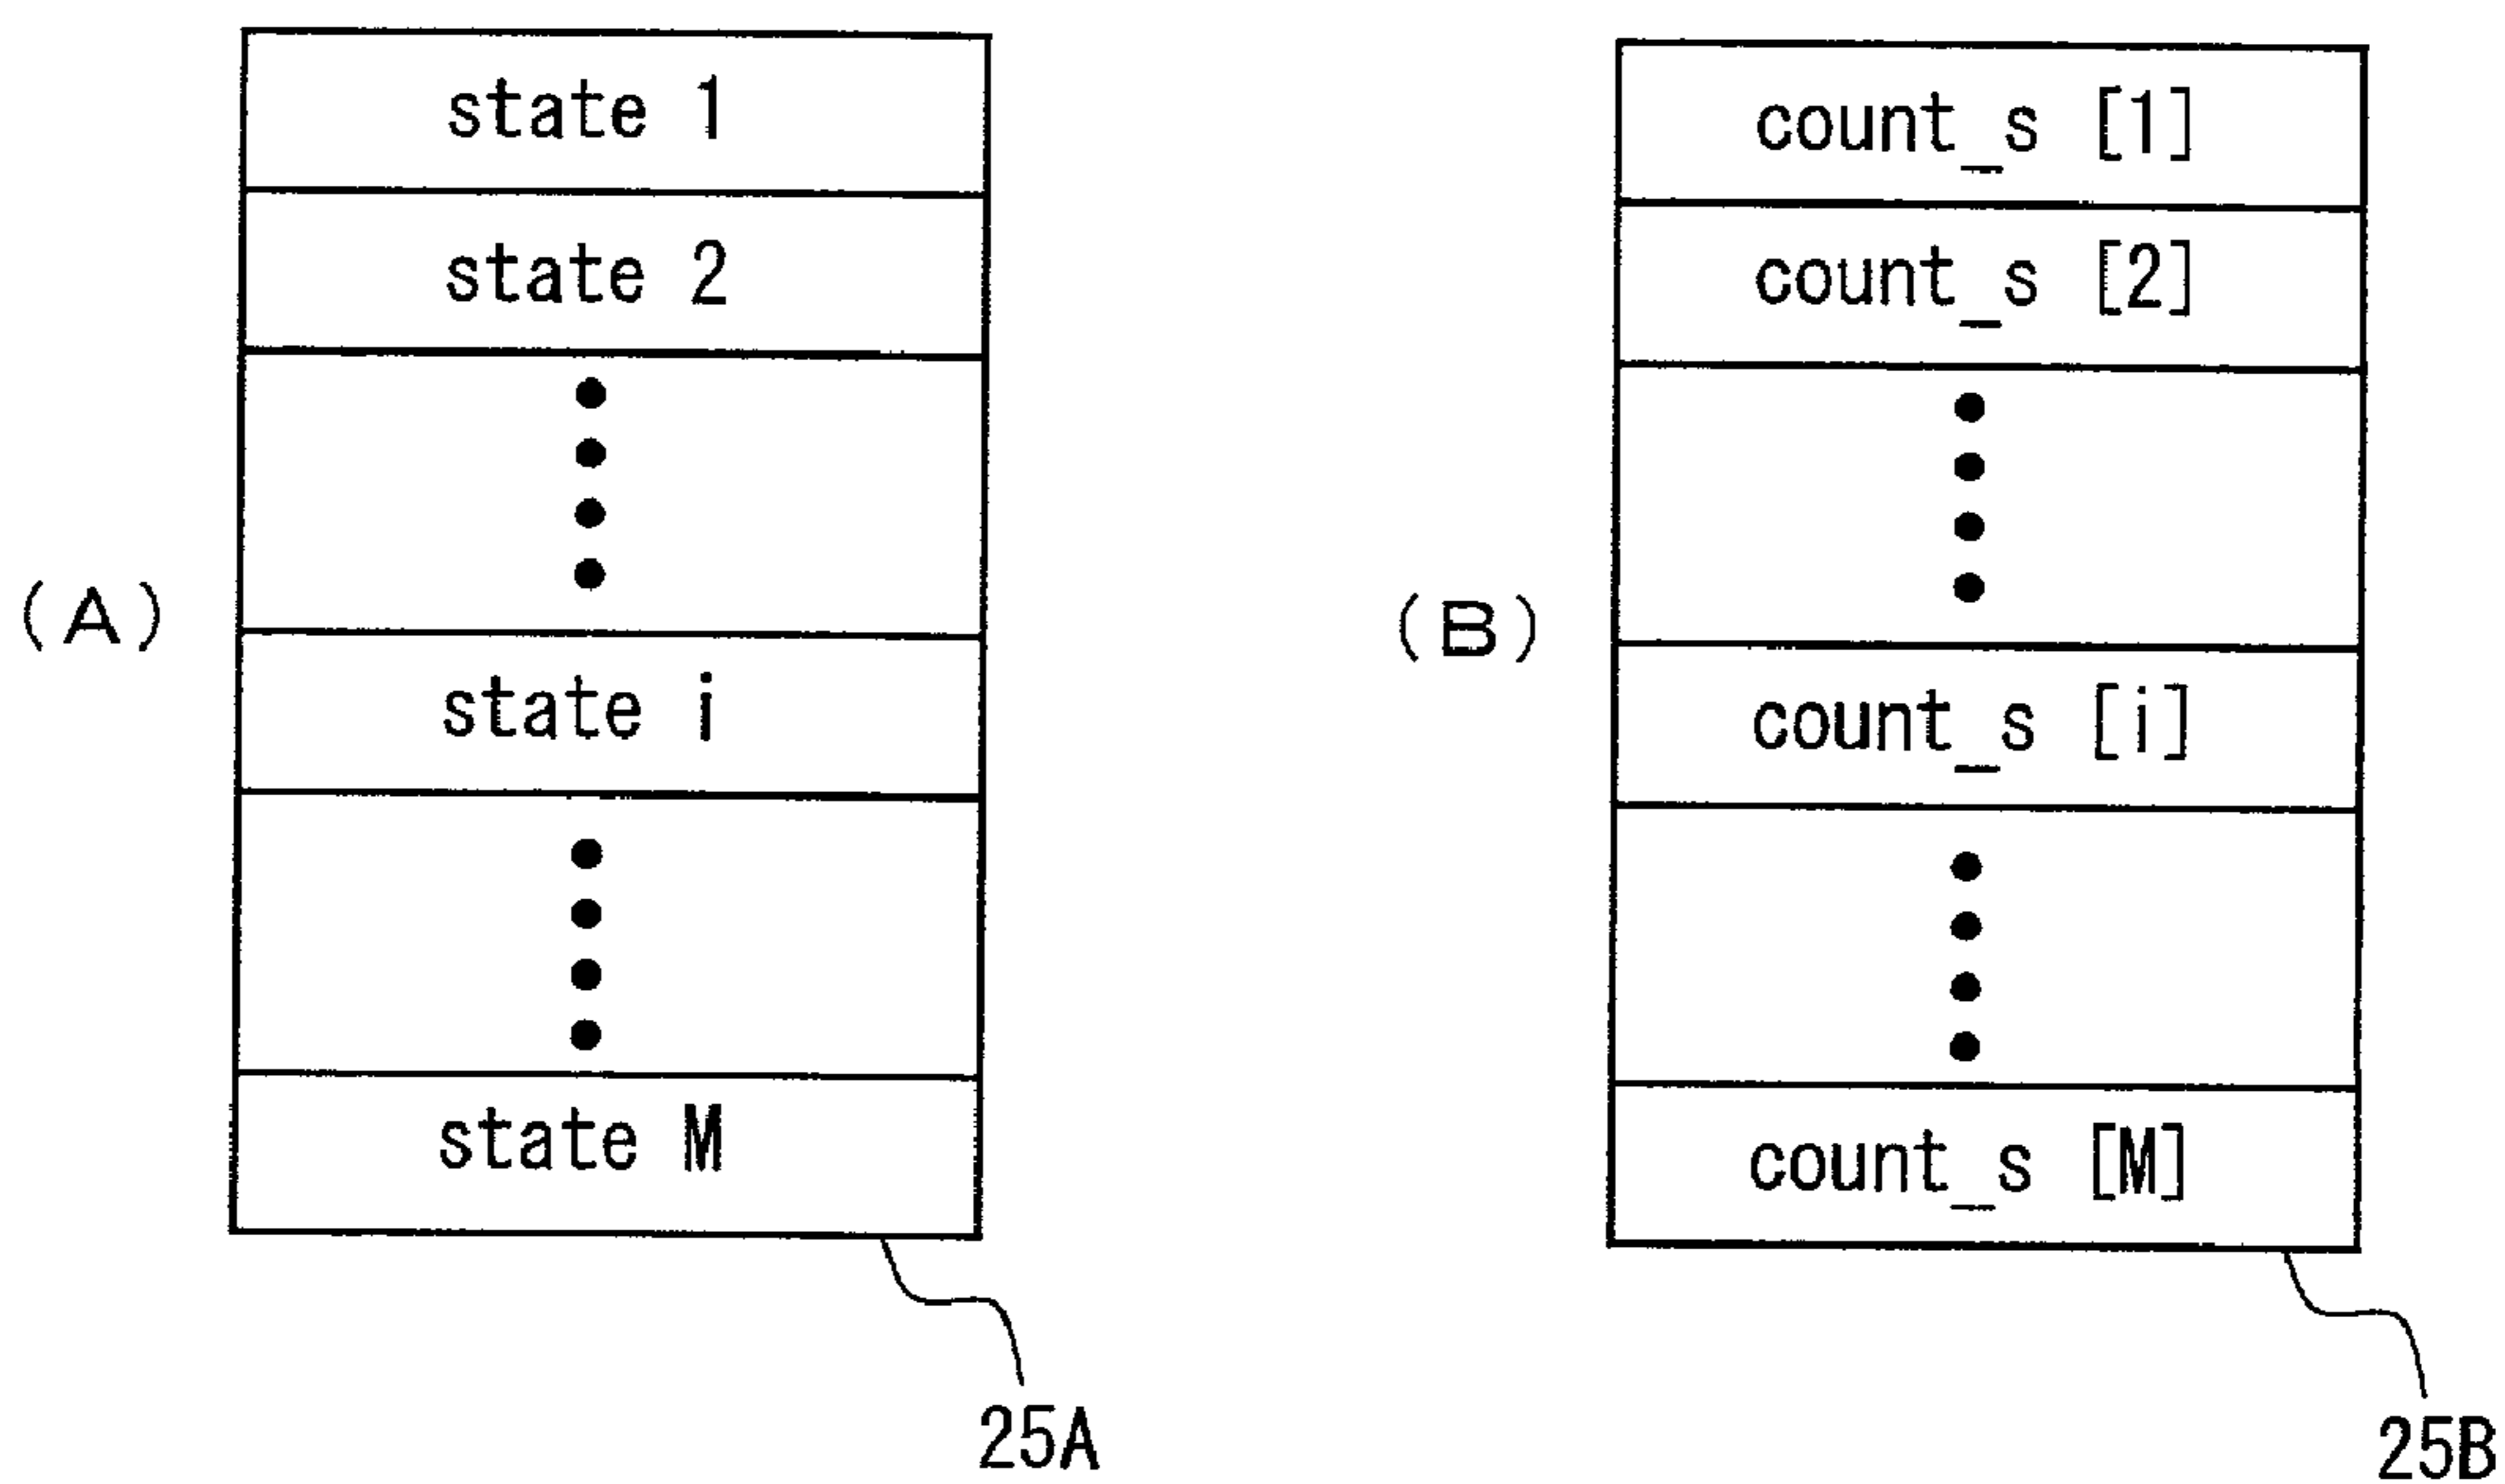 (A)
state 1
state 2
state i
state M
25A
(B)
count_s [1]
count_s [2]
count_s [i]
count_s [M]
25B